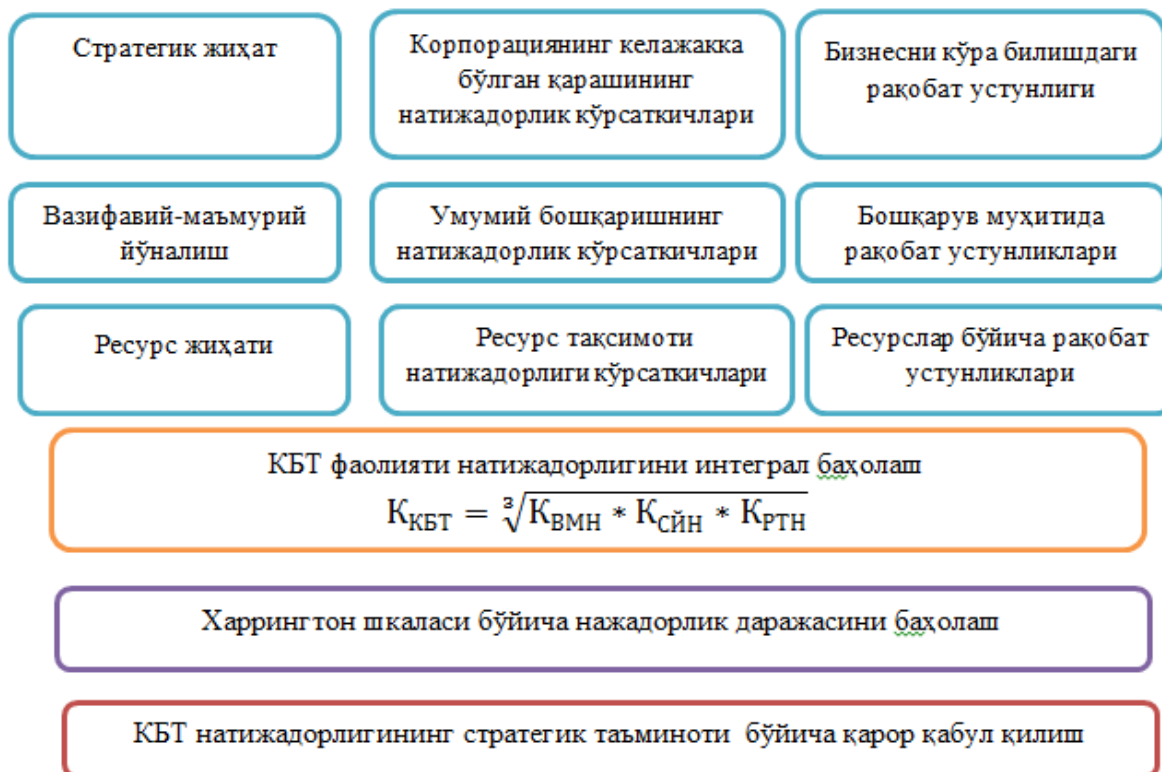 Стратегик жиҳат
Корпорациянинг келажакка
бўлган қарашининг
натижадорлик кўрсаткичлари
Бизнесни кўра билишдаги
рақобат устунлиги
Вазифавий-маъмурий
йўналиш
Умумий бошқаришнинг
натижадорлик кўрсаткичлари
Бошқарув муҳитида
рақобат устунликлари
Ресурс жиҳати
Ресурс тақсимоти
натижадорлиги кўрсаткичлари
Ресурслар бўйича рақобат
устунликлари
КБТ фаолияти натижадорлигини интеграл баҳолаш
К_КБТ = ∛(К_ВМН * К_СЙН * К_РТН)
Харрингтон шкаласи бўйича нажадорлик даражасини баҳолаш
КБТ натижадорлигининг стратегик таъминоти бўйича қарор қабул қилиш